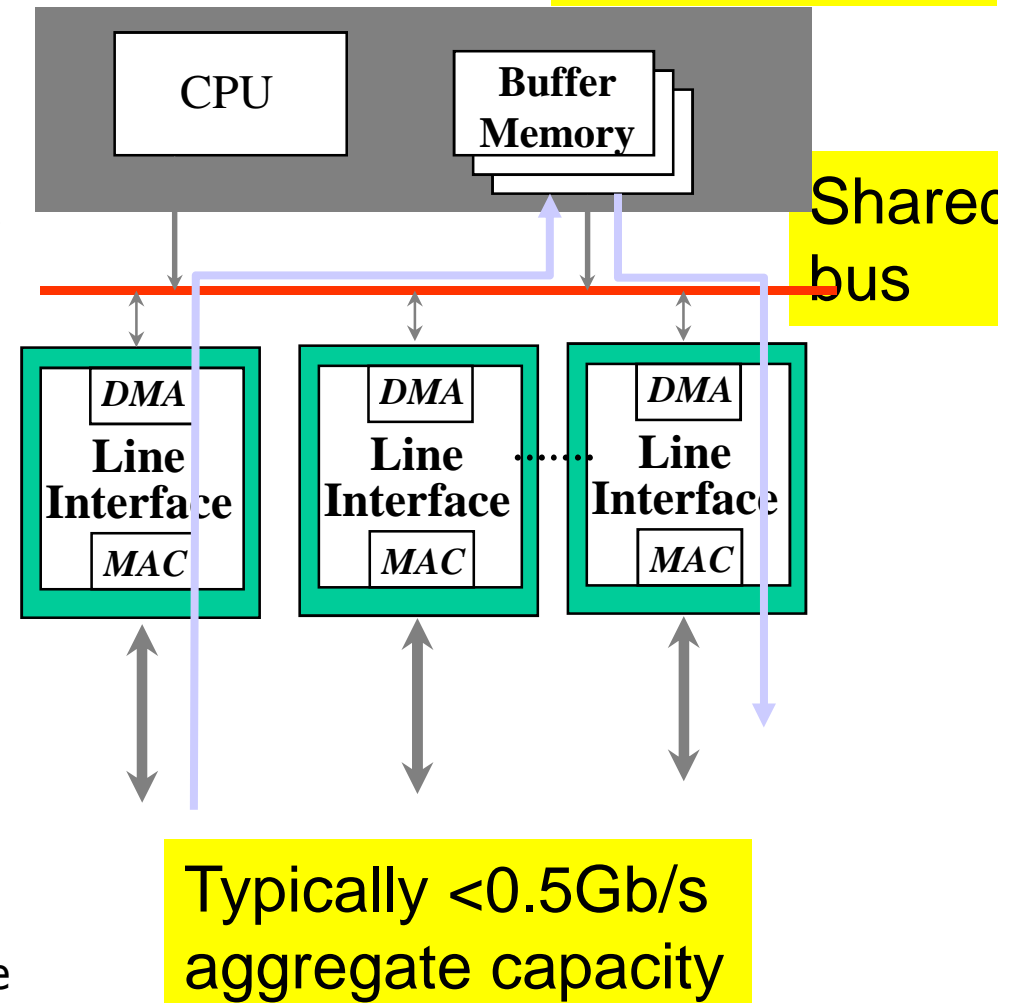 CPU
Buffer
Memory
Shared
bus
DMA
Line
Interface
MAC
DMA
Line
Interface
MAC
.......
DMA
Line
Interface
MAC
Typically <0.5Gb/s
aggregate capacity
e